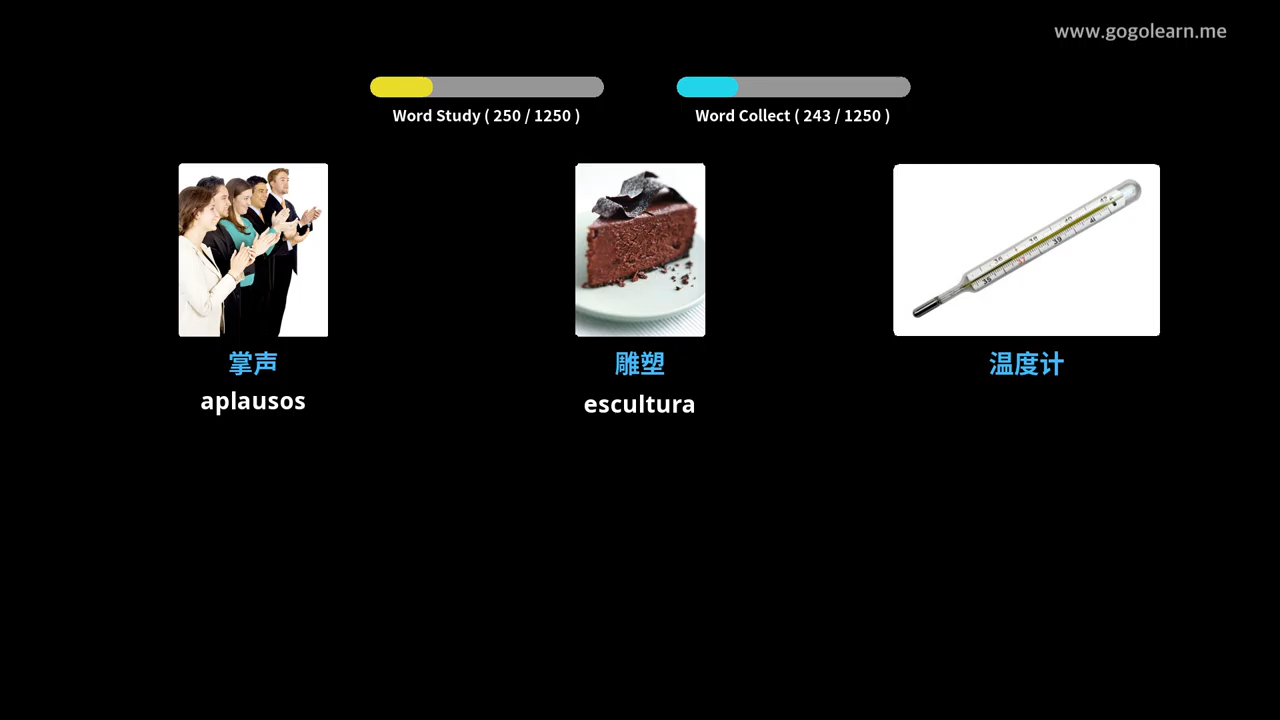 www.gogolearn.me
Word Study ( 250 / 1250 )
Word Collect ( 243 / 1250 )
掌声
雕塑
温度计
aplausos
escultura